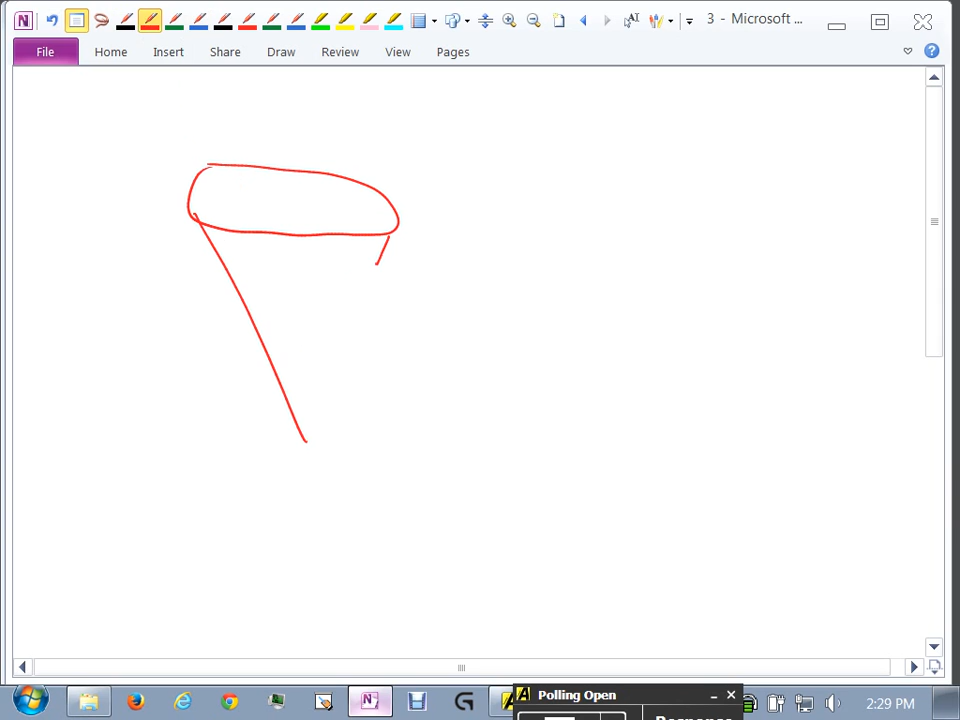 3 - Microsoft ...
File Home Insert Share Draw Review View Pages
Polling Open
2:29 PM